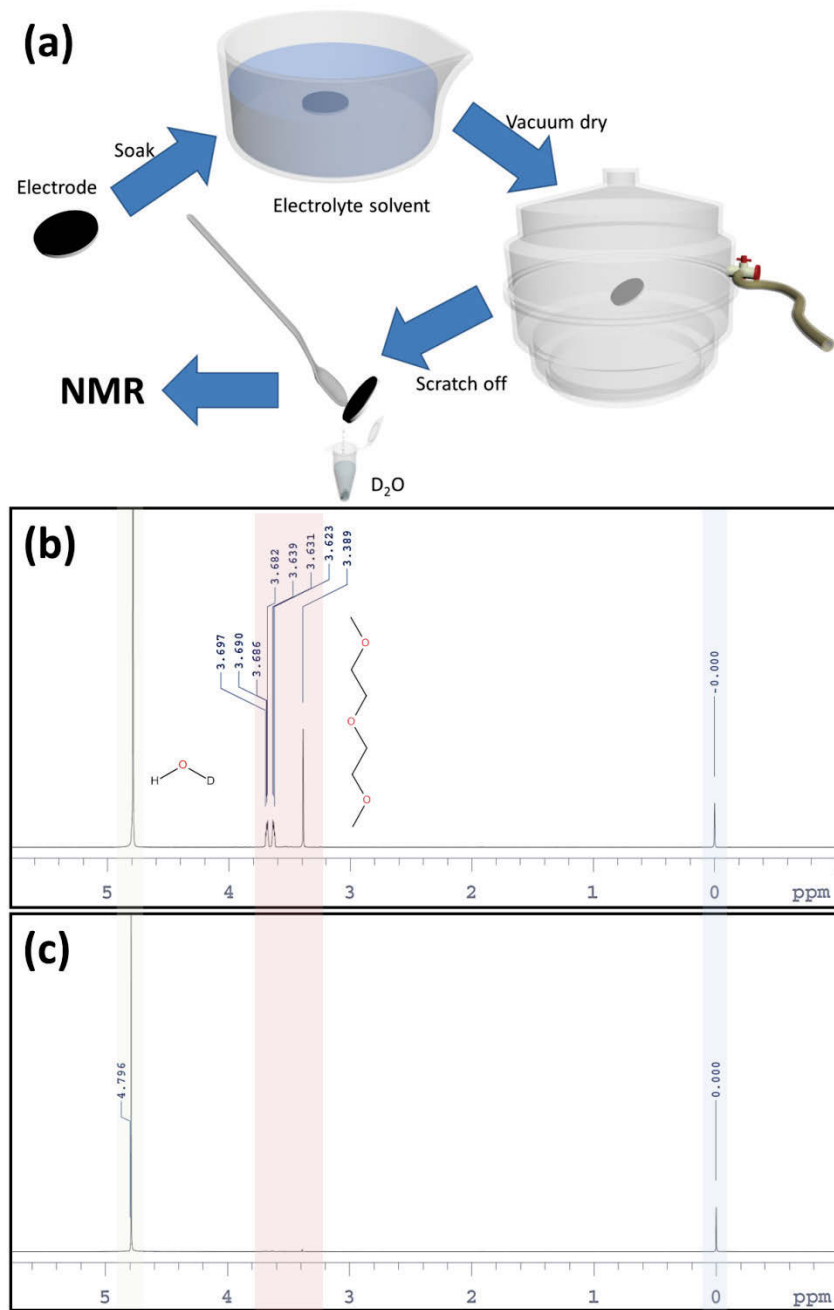 (a)
Soak
Vacuum dry
Electrode
Electrolyte solvent
Scratch off
NMR
D₂O
(b)
3.697
3.690
3.686
3.682
3.639
3.631
3.623
3.389
-0.000
O
O
O
H O D
5 4 3 2 1 0 ppm
(c)
4.796
0.000
5 4 3 2 1 0 ppm